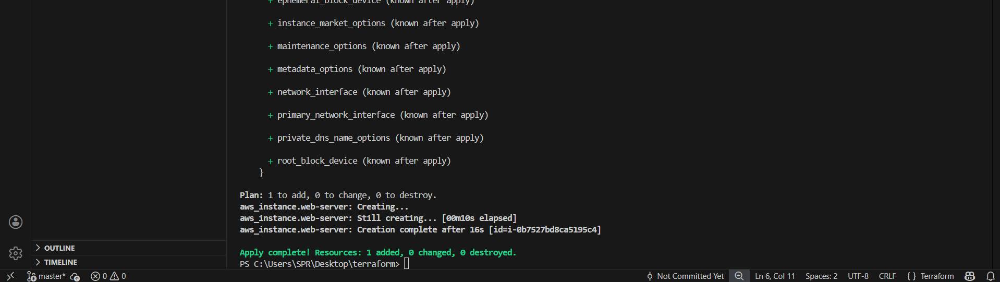 + ephemeral_block_device (known after apply)
+ instance_market_options (known after apply)
+ maintenance_options (known after apply)
+ metadata_options (known after apply)
+ network_interface (known after apply)
+ primary_network_interface (known after apply)
+ private_dns_name_options (known after apply)
+ root_block_device (known after apply)
}
Plan: 1 to add, 0 to change, 0 to destroy.
aws_instance.web-server: Creating...
aws_instance.web-server: Still creating... [00m10s elapsed]
aws_instance.web-server: Creation complete after 16s [id=i-0b7527bd8ca5195c4]
Apply complete! Resources: 1 added, 0 changed, 0 destroyed.
PS C:\Users\SPR\Desktop\terraform>
OUTLINE
TIMELINE
master* 0 0 Not Committed Yet Ln 6, Col 11 Spaces: 2 UTF-8 CRLF { } Terraform